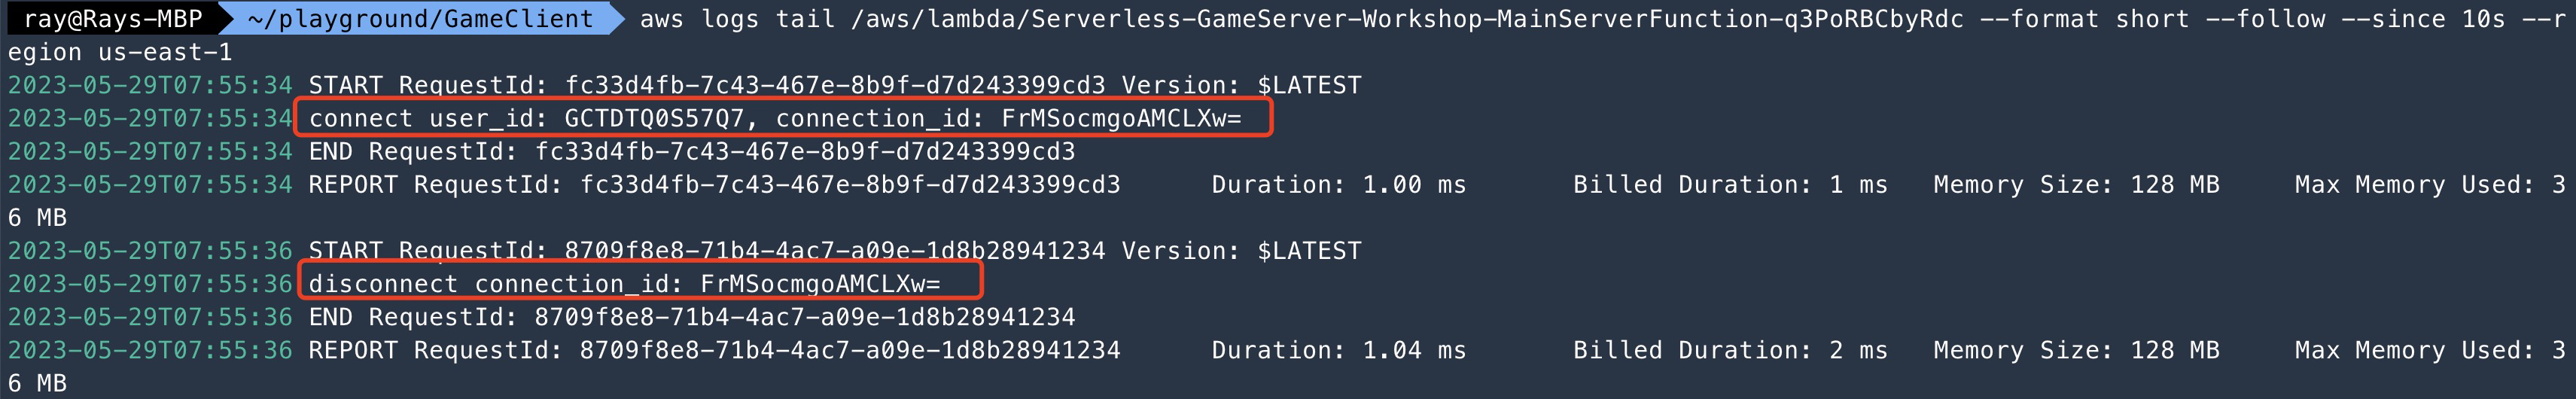 ray@Rays-MBP ~/playground/GameClient aws logs tail /aws/lambda/Serverless-GameServer-Workshop-MainServerFunction-q3PoRBCbyRdc --format short --follow --since 10s --r
egion us-east-1
2023-05-29T07:55:34 START RequestId: fc33d4fb-7c43-467e-8b9f-d7d243399cd3 Version: $LATEST
2023-05-29T07:55:34 connect user_id: GCTDTQ0S57Q7, connection_id: FrMSocmgoAMCLXw=
2023-05-29T07:55:34 END RequestId: fc33d4fb-7c43-467e-8b9f-d7d243399cd3
2023-05-29T07:55:34 REPORT RequestId: fc33d4fb-7c43-467e-8b9f-d7d243399cd3 Duration: 1.00 ms Billed Duration: 1 ms Memory Size: 128 MB Max Memory Used: 3
6 MB
2023-05-29T07:55:36 START RequestId: 8709f8e8-71b4-4ac7-a09e-1d8b28941234 Version: $LATEST
2023-05-29T07:55:36 disconnect connection_id: FrMSocmgoAMCLXw=
2023-05-29T07:55:36 END RequestId: 8709f8e8-71b4-4ac7-a09e-1d8b28941234
2023-05-29T07:55:36 REPORT RequestId: 8709f8e8-71b4-4ac7-a09e-1d8b28941234 Duration: 1.04 ms Billed Duration: 2 ms Memory Size: 128 MB Max Memory Used: 3
6 MB